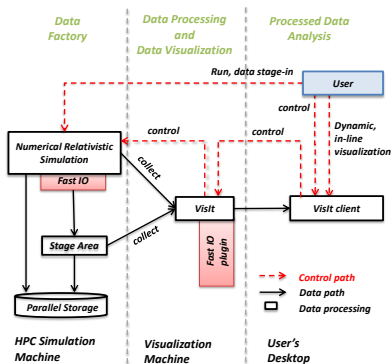 Data
Factory
Data Processing
and
Data Visualization
Processed Data
Analysis
Run, data stage-in
User
control
Dynamic,
in-line
visualization
control
control
Numerical Relativistic
Simulation
Fast IO
collect
VisIt
VisIt client
Stage Area
collect
Fast IO
plugin
Parallel Storage
Control path
Data path
Data processing
HPC Simulation
Machine
Visualization
Machine
User's
Desktop